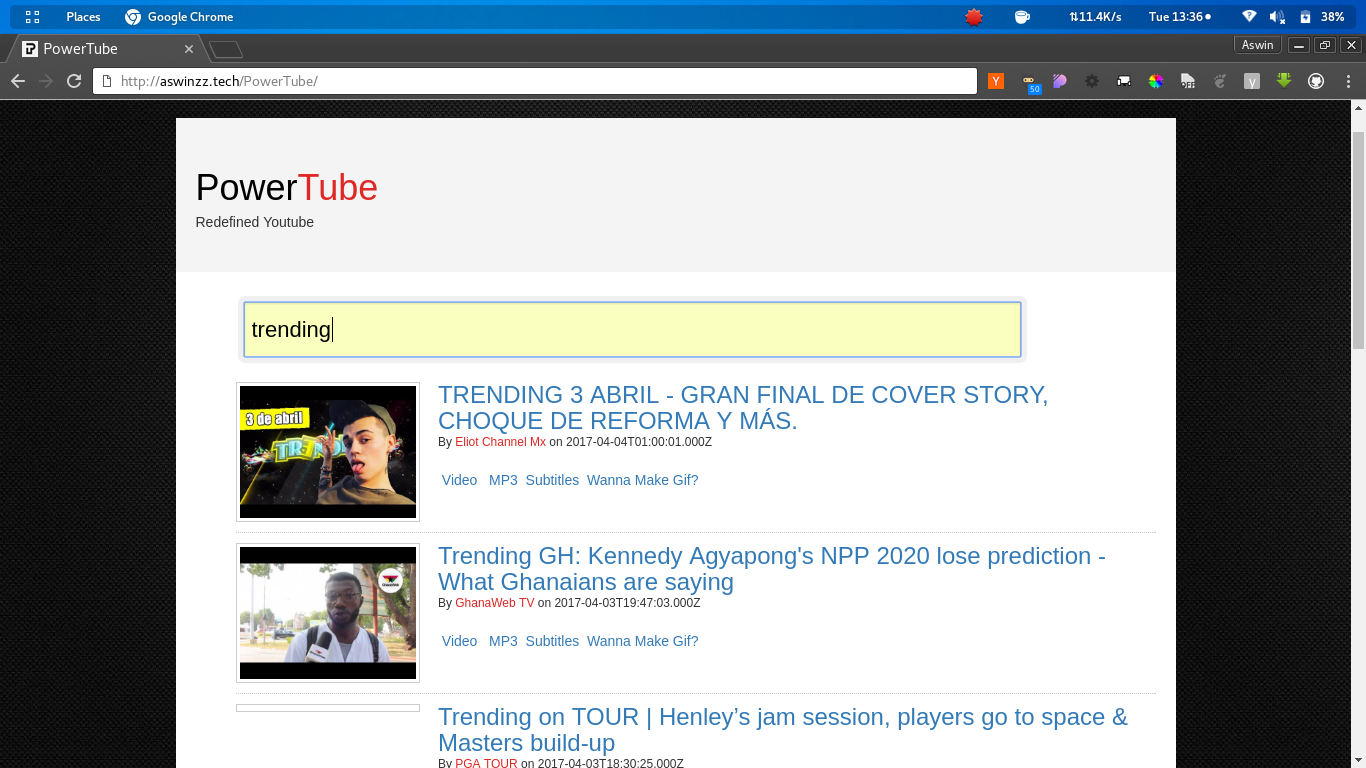 Places Google Chrome ⇅11.4K/s Tue 13:36● 38%
PowerTube Aswin
http://aswinzz.tech/PowerTube/ Y 50 OFF y
PowerTube
Redefined Youtube
trending
TRENDING 3 ABRIL - GRAN FINAL DE COVER STORY,
CHOQUE DE REFORMA Y MÁS.
By Eliot Channel Mx on 2017-04-04T01:00:01.000Z
3 de abril
Video MP3 Subtitles Wanna Make Gif?
Trending GH: Kennedy Agyapong's NPP 2020 lose prediction -
What Ghanaians are saying
By GhanaWeb TV on 2017-04-03T19:47:03.000Z
Video MP3 Subtitles Wanna Make Gif?
Trending on TOUR | Henley’s jam session, players go to space &
Masters build-up
By PGA TOUR on 2017-04-03T18:30:25.000Z